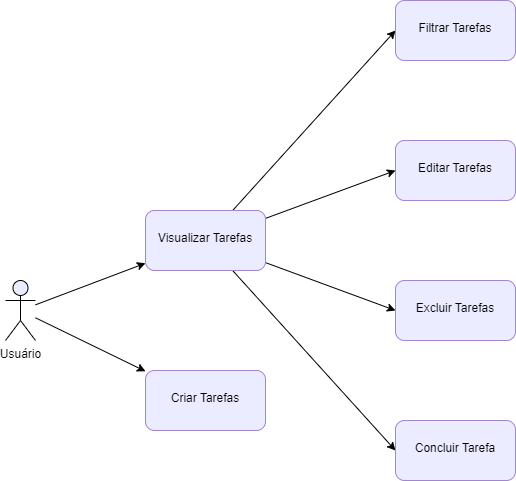 Filtrar Tarefas
Editar Tarefas
Visualizar Tarefas
Excluir Tarefas
Usuário
Criar Tarefas
Concluir Tarefa